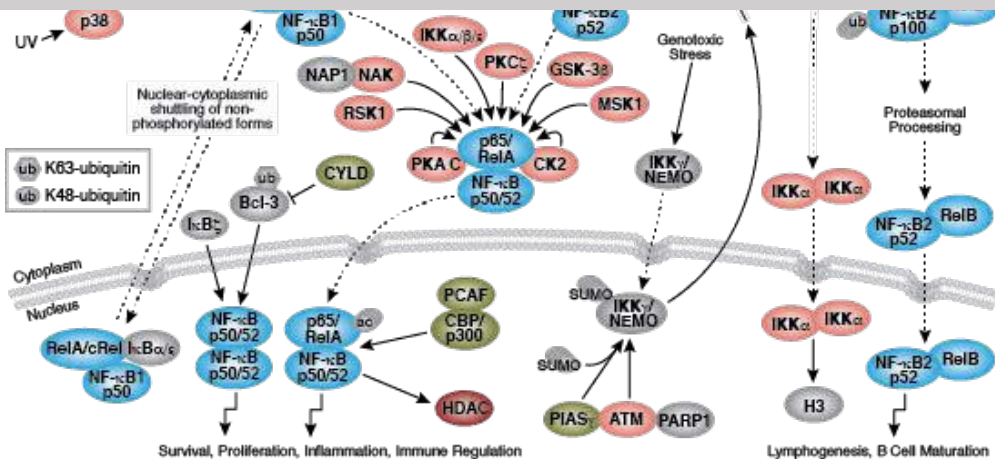 p38
UV
NF-κB1
p50
IKKα/β/ε
NF-κB2
p52
ub
NF-κB2
p100
RelB
NAP1
NAK
PKCζ
GSK-3β
Genotoxic
Stress
RSK1
MSK1
Nuclear-cytoplasmic
shuttling of non-
phosphorylated forms
Proteasomal
Processing
p65/
RelA
PKA C
CK2
NF-κB
p50/52
IKKγ/
NEMO
ub K63-ubiquitin
ub K48-ubiquitin
ub
Bcl-3
CYLD
IκBζ
IKKα
IKKα
NF-κB2
p52
RelB
Cytoplasm
Nucleus
PCAF
CBP/
p300
SUMO
IKKγ/
NEMO
NF-κB
p50/52
NF-κB
p50/52
p65/
RelA
ac
NF-κB
p50/52
IKKα
IKKα
RelA/cRel
IκBα/ε
NF-κB1
p50
SUMO
NF-κB2
p52
RelB
HDAC
PIASγ
ATM
PARP1
H3
Survival, Proliferation, Inflammation, Immune Regulation
Lymphogenesis, B Cell Maturation